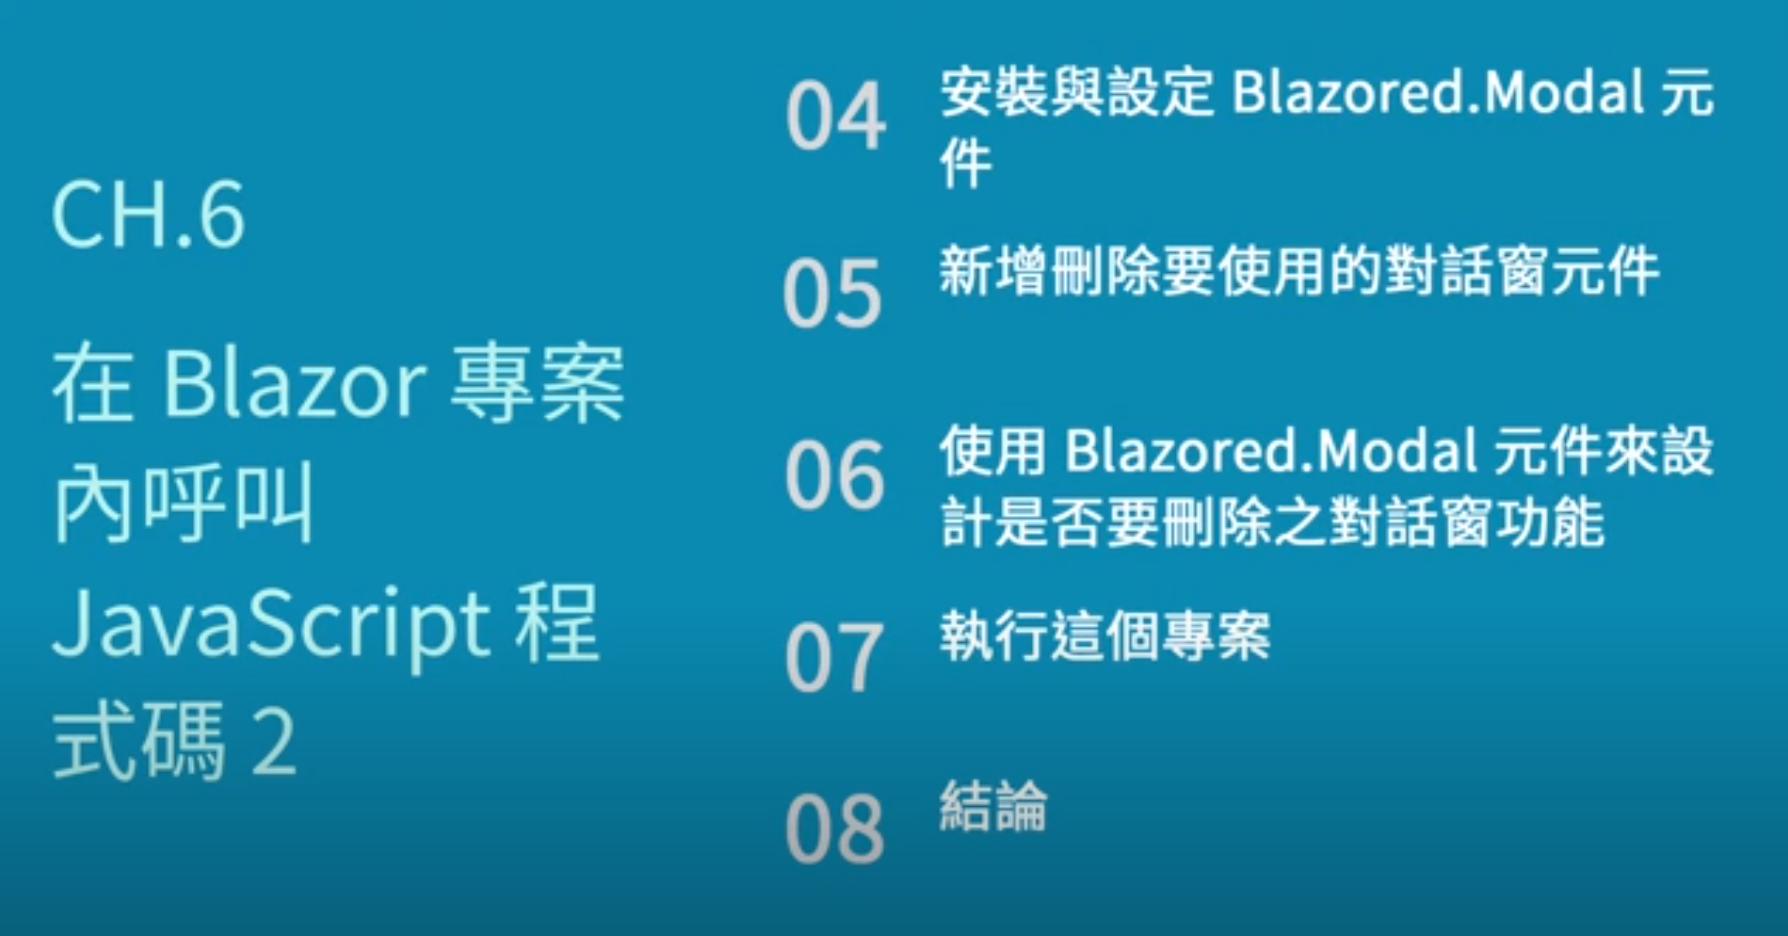 CH.6
在 Blazor 專案
內呼叫
JavaScript 程
式碼 2
04
安裝與設定 Blazored.Modal 元
件
05
新增刪除要使用的對話窗元件
06
使用 Blazored.Modal 元件來設
計是否要刪除之對話窗功能
07
執行這個專案
08
結論